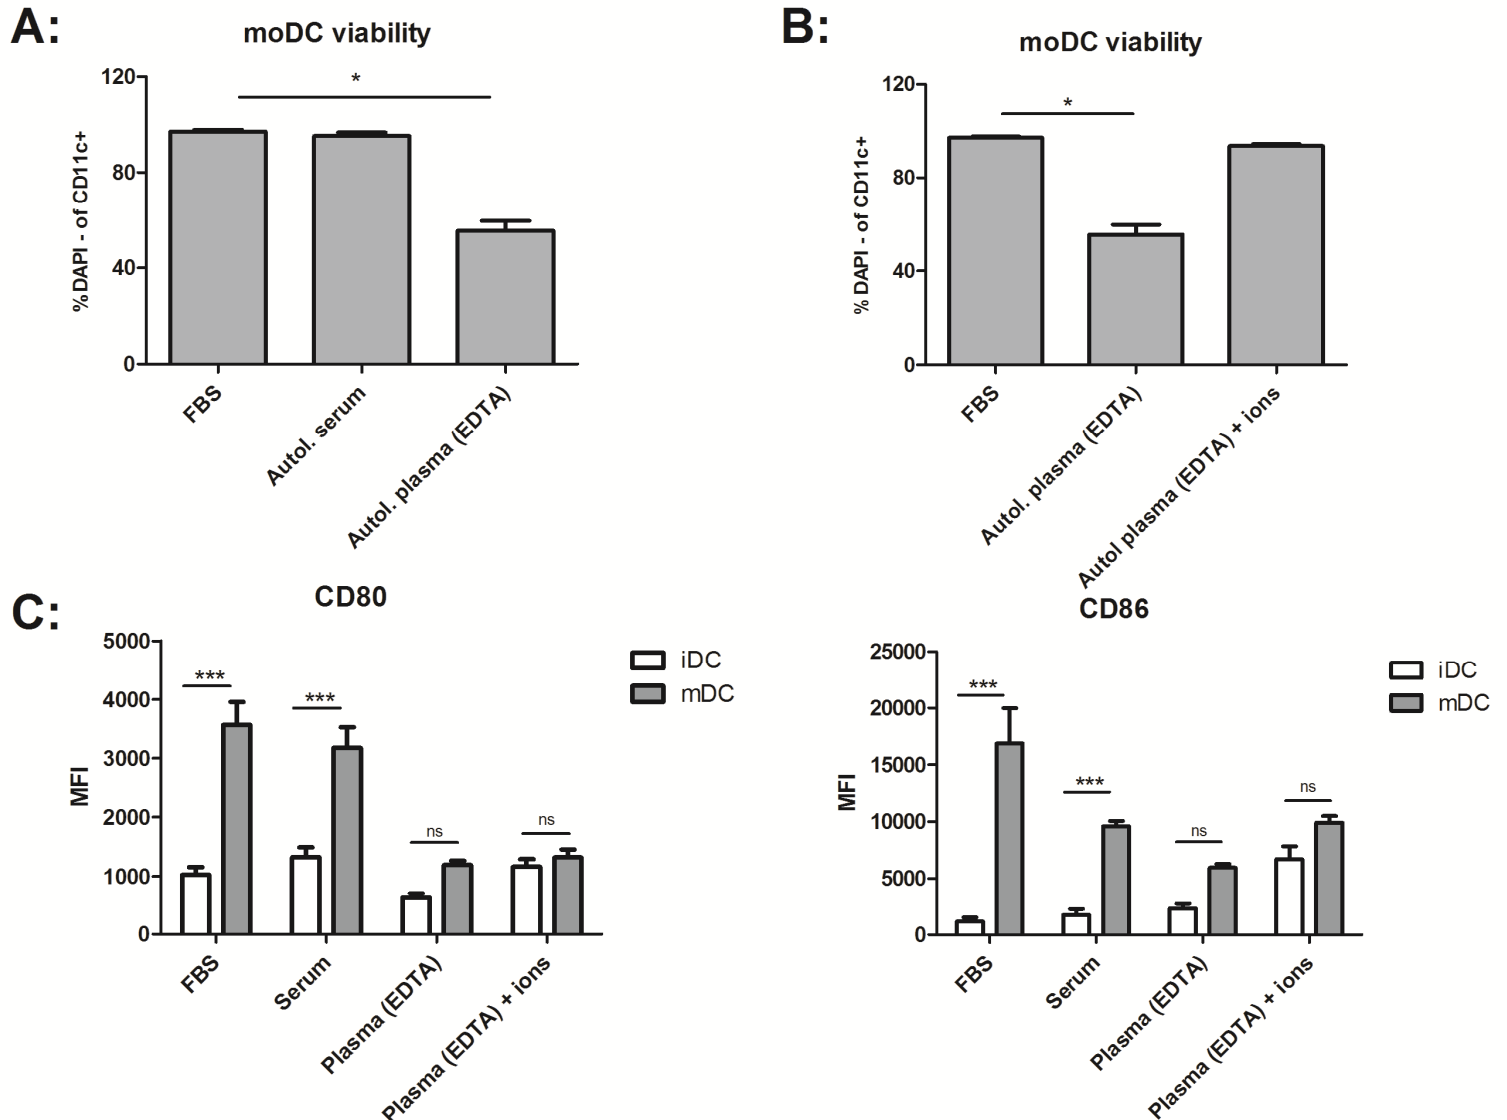 A:
moDC viability
%DAPI - of CD11c+
120
80
40
0
*
FBS
Autol. serum
Autol. plasma (EDTA)
B:
moDC viability
% DAPI - of CD11c+
120
80
40
0
*
FBS
Autol. plasma (EDTA)
Autol plasma (EDTA) + ions
C:
CD80
MFI
5000
4000
3000
2000
1000
0
***
***
ns
ns
iDC
mDC
FBS
Serum
Plasma (EDTA)
Plasma (EDTA) + ions
CD86
MFI
25000
20000
15000
10000
5000
0
***
***
ns
ns
iDC
mDC
FBS
Serum
Plasma (EDTA)
Plasma (EDTA) + ions